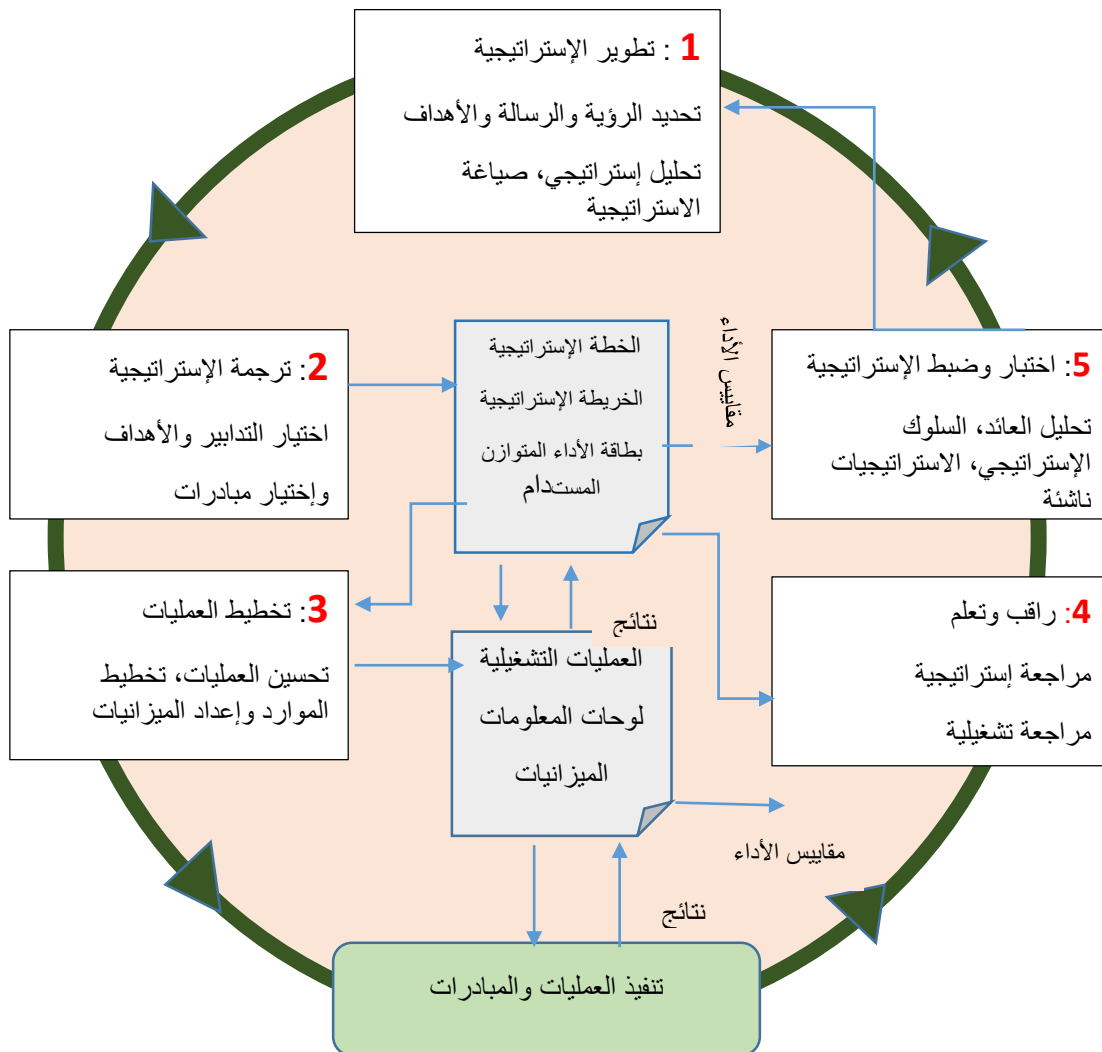 1 : تطوير الإستراتيجية
تحديد الرؤية والرسالة والأهداف
تحليل إستراتيجي، صياغة
الاستراتيجية
2: ترجمة الإستراتيجية
اختيار التدابير والأهداف
وإختيار مبادرات
الخطة الإستراتيجية
الخريطة الإستراتيجية
بطاقة الأداء المتوازن
المستدام
مقاييس الأداء
5: اختبار وضبط الإستراتيجية
تحليل العائد، السلوك
الإستراتيجي، الاستراتيجيات
ناشئة
3: تخطيط العمليات
تحسين العمليات، تخطيط
الموارد وإعداد الميزانيات
نتائج
العمليات التشغيلية
لوحات المعلومات
الميزانيات
4: راقب وتعلم
مراجعة إستراتيجية
مراجعة تشغيلية
مقاييس الأداء
نتائج
تنفيذ العمليات والمبادرات